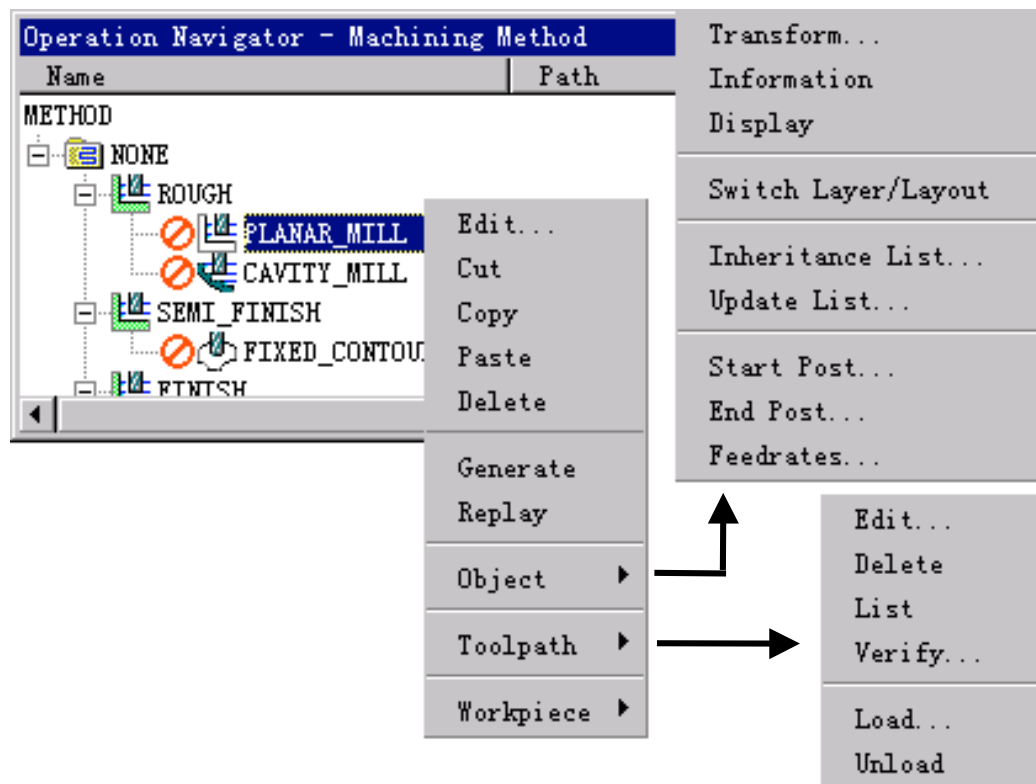 Operation Navigator - Machining Method
Name Path
METHOD
NONE
ROUGH
PLANAR_MILL
CAVITY_MILL
SEMI_FINISH
FIXED_CONTOU
FINISH
Edit...
Cut
Copy
Paste
Delete
Generate
Replay
Object
Toolpath
Workpiece
Transform...
Information
Display
Switch Layer/Layout
Inheritance List...
Update List...
Start Post...
End Post...
Feedrates...
Edit...
Delete
List
Verify...
Load...
Unload